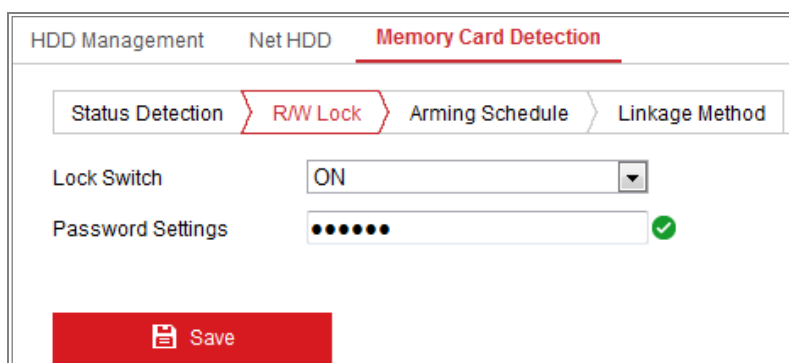 HDD Management Net HDD Memory Card Detection
Status Detection R/W Lock Arming Schedule Linkage Method
Lock Switch ON
Password Settings ●●●●●●
Save